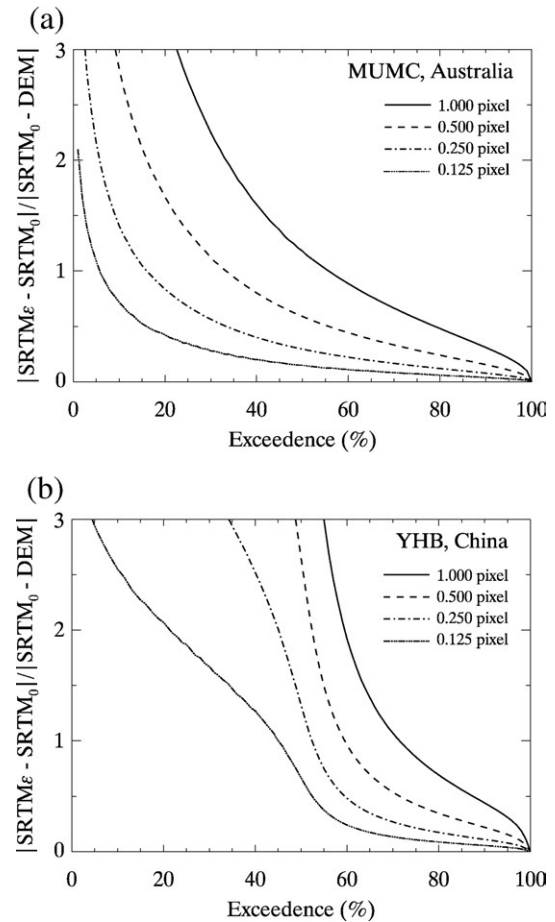 (a)
3
2
1
0
|SRTMε - SRTM₀|/|SRTM₀ - DEM|
MUMC, Australia
1.000 pixel
0.500 pixel
0.250 pixel
0.125 pixel
0 20 40 60 80 100
Exceedence (%)
(b)
3
2
1
0
|SRTMε - SRTM₀|/|SRTM₀ - DEM|
YHB, China
1.000 pixel
0.500 pixel
0.250 pixel
0.125 pixel
0 20 40 60 80 100
Exceedence (%)